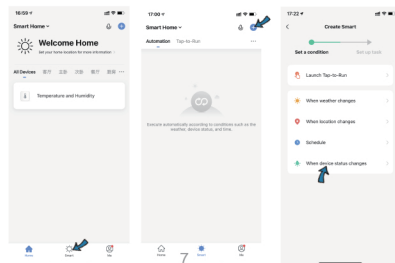 16:59
Smart Home
Welcome Home
Set your home location for more information
All Devices
Temperature and Humidity
Home
Smart
Me
17:00
Smart Home
Automation Tap-to-Run
Execute automatically according to conditions such as the
weather, device status, and time.
Home
Smart
Me
7
17:22
Create Smart
Set a condition
Set up task
Launch Tap-to-Run
When weather changes
When location changes
Schedule
When device status changes